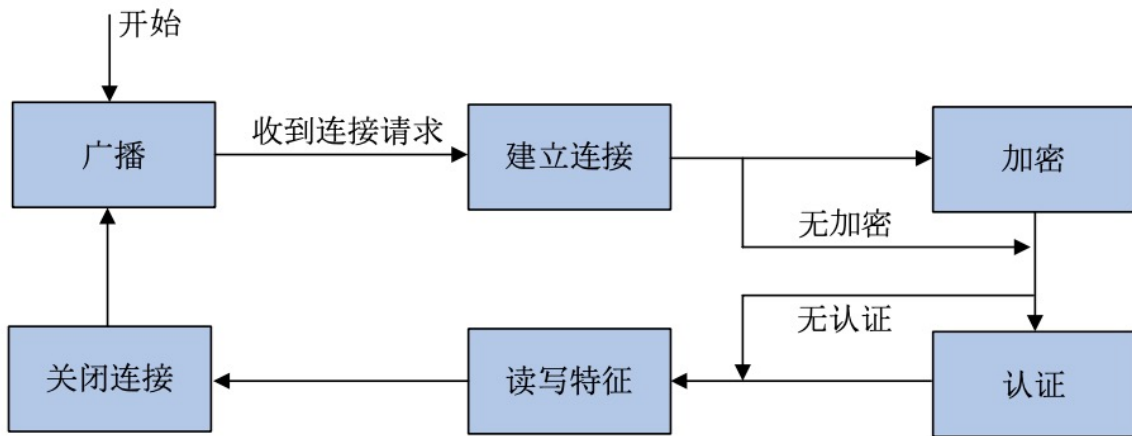 开始
广播
收到连接请求
建立连接
加密
无加密
无认证
关闭连接
读写特征
认证